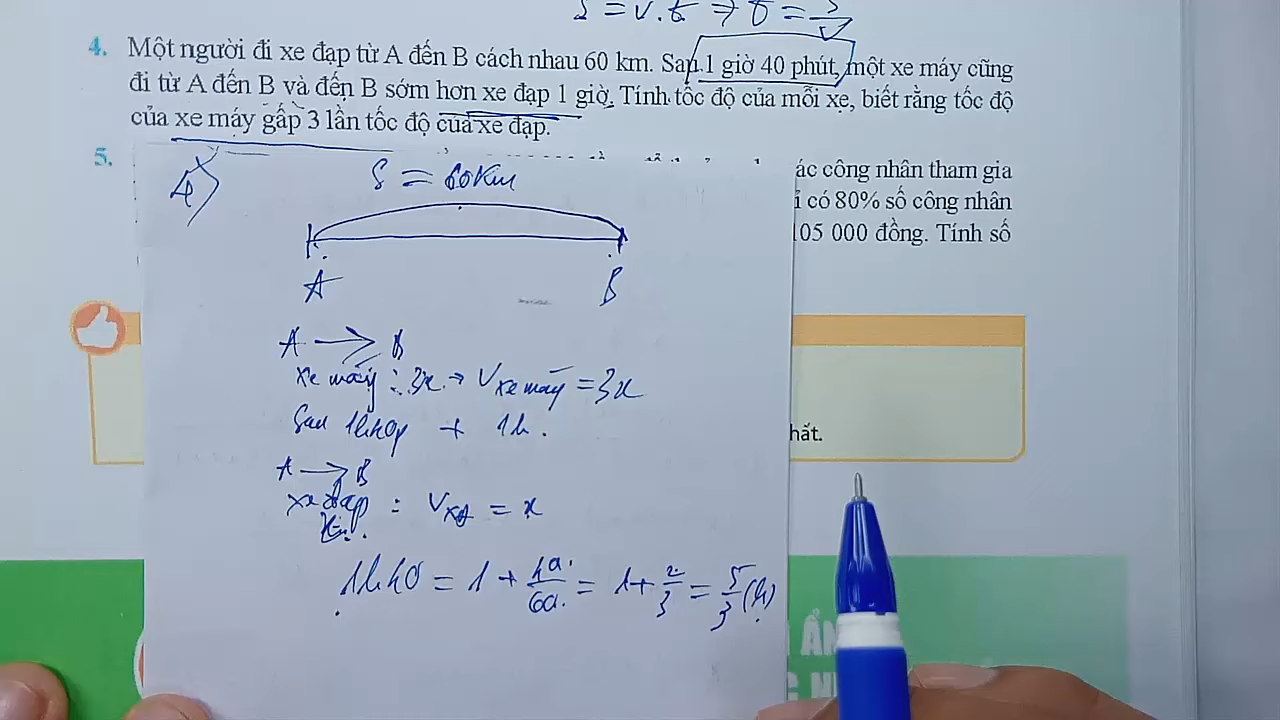 S = v.t ⇒ t = S/v
4. Một người đi xe đạp từ A đến B cách nhau 60 km. Sau 1 giờ 40 phút, một xe máy cũng
đi từ A đến B và đến B sớm hơn xe đạp 1 giờ. Tính tốc độ của mỗi xe, biết rằng tốc độ
của xe máy gấp 3 lần tốc độ của xe đạp.
5.
ác công nhân tham gia
ỉ có 80% số công nhân
105 000 đồng. Tính số
4)
S = 60Km
A B
A → B
xe máy : 3x → V xe máy = 3x
Sau 1h40p + 1h.
A → B
xe đạp : Vxđ = x
hất.
1h40 = 1 + 40/60 = 1 + 2/3 = 5/3 (h)